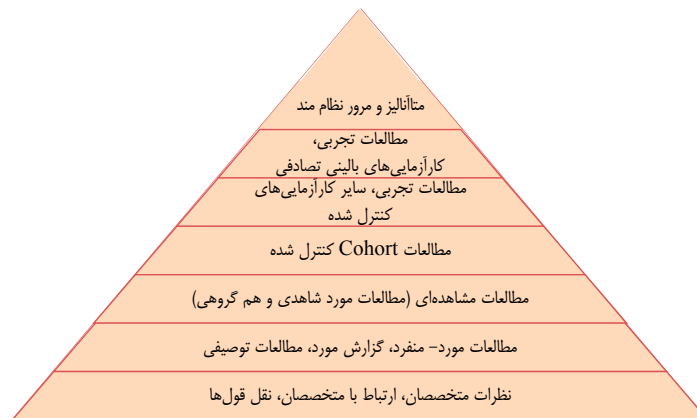 متاآنالیز و مرور نظام مند
مطالعات تجربی،
کارآزمایی‌های بالینی تصادفی
مطالعات تجربی، سایر کارآزمایی‌های
کنترل شده
مطالعات Cohort کنترل شده
مطالعات مشاهده‌ای (مطالعات مورد شاهدی و هم گروهی)
مطالعات مورد- منفرد، گزارش مورد، مطالعات توصیفی
نظرات متخصصان، ارتباط با متخصصان، نقل قول‌ها